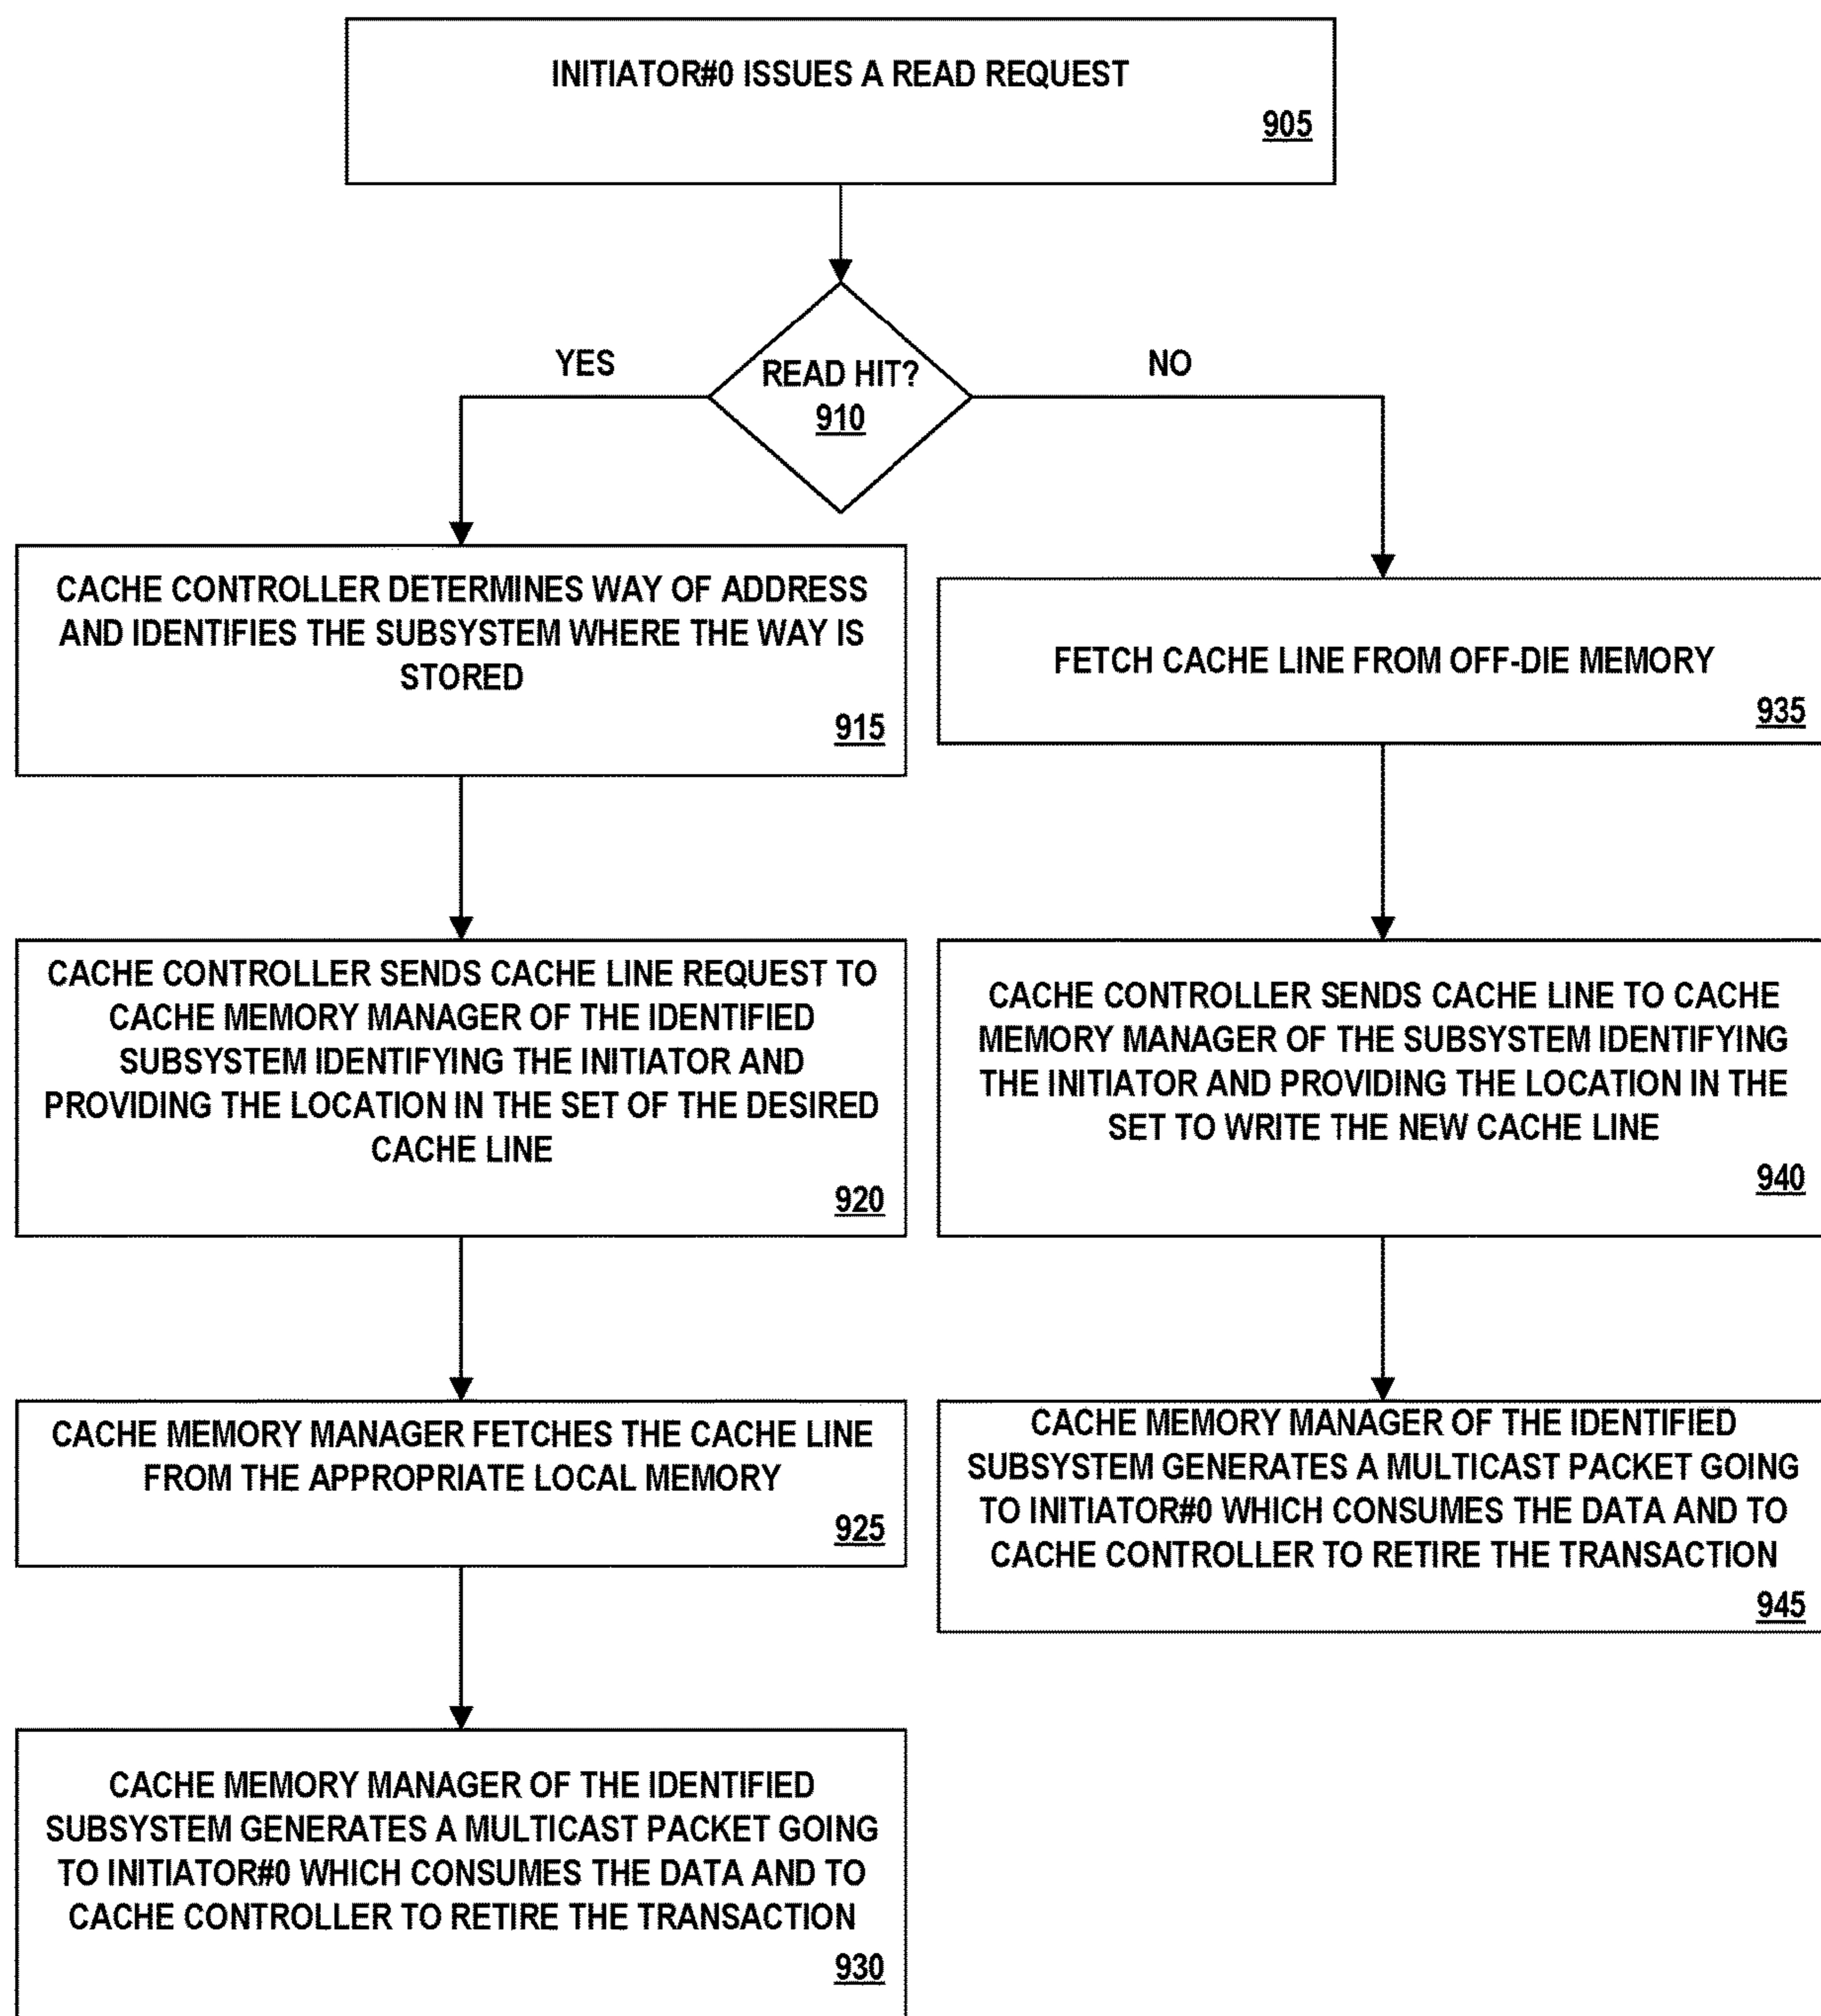 INITIATOR#0 ISSUES A READ REQUEST
905
YES
READ HIT?
NO
910
CACHE CONTROLLER DETERMINES WAY OF ADDRESS
AND IDENTIFIES THE SUBSYSTEM WHERE THE WAY IS
STORED
915
FETCH CACHE LINE FROM OFF-DIE MEMORY
935
CACHE CONTROLLER SENDS CACHE LINE REQUEST TO
CACHE MEMORY MANAGER OF THE IDENTIFIED
SUBSYSTEM IDENTIFYING THE INITIATOR AND
PROVIDING THE LOCATION IN THE SET OF THE DESIRED
CACHE LINE
920
CACHE CONTROLLER SENDS CACHE LINE TO CACHE
MEMORY MANAGER OF THE SUBSYSTEM IDENTIFYING
THE INITIATOR AND PROVIDING THE LOCATION IN THE
SET TO WRITE THE NEW CACHE LINE
940
CACHE MEMORY MANAGER FETCHES THE CACHE LINE
FROM THE APPROPRIATE LOCAL MEMORY
925
CACHE MEMORY MANAGER OF THE IDENTIFIED
SUBSYSTEM GENERATES A MULTICAST PACKET GOING
TO INITIATOR#0 WHICH CONSUMES THE DATA AND TO
CACHE CONTROLLER TO RETIRE THE TRANSACTION
945
CACHE MEMORY MANAGER OF THE IDENTIFIED
SUBSYSTEM GENERATES A MULTICAST PACKET GOING
TO INITIATOR#0 WHICH CONSUMES THE DATA AND TO
CACHE CONTROLLER TO RETIRE THE TRANSACTION
930